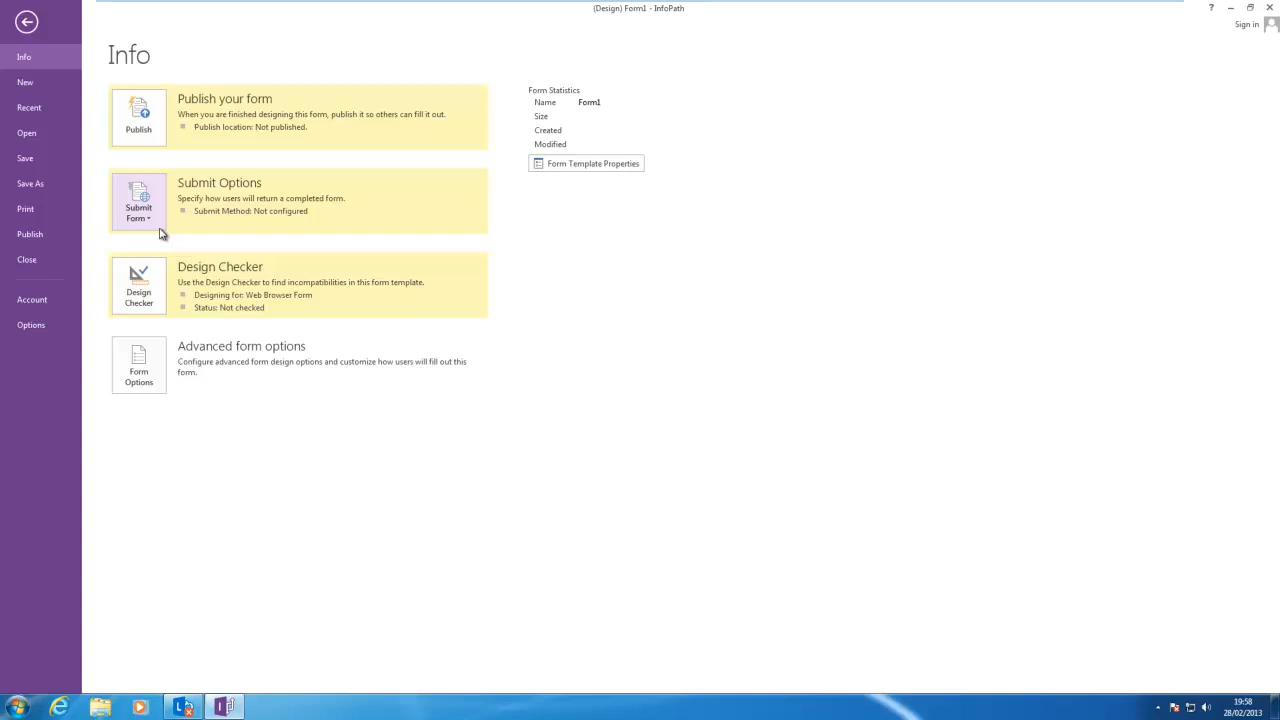 (Design) Form1 - InfoPath
?
Sign in
Info
New
Recent
Open
Save
Save As
Print
Publish
Close
Account
Options
Info
Publish
Publish your form
When you are finished designing this form, publish it so others can fill it out.
Publish location: Not published.
Submit
Form
Submit Options
Specify how users will return a completed form.
Submit Method: Not configured
Design
Checker
Design Checker
Use the Design Checker to find incompatibilities in this form template.
Designing for: Web Browser Form
Status: Not checked
Form
Options
Advanced form options
Configure advanced form design options and customize how users will fill out this
form.
Form Statistics
Name Form1
Size
Created
Modified
Form Template Properties
19:58
28/02/2013